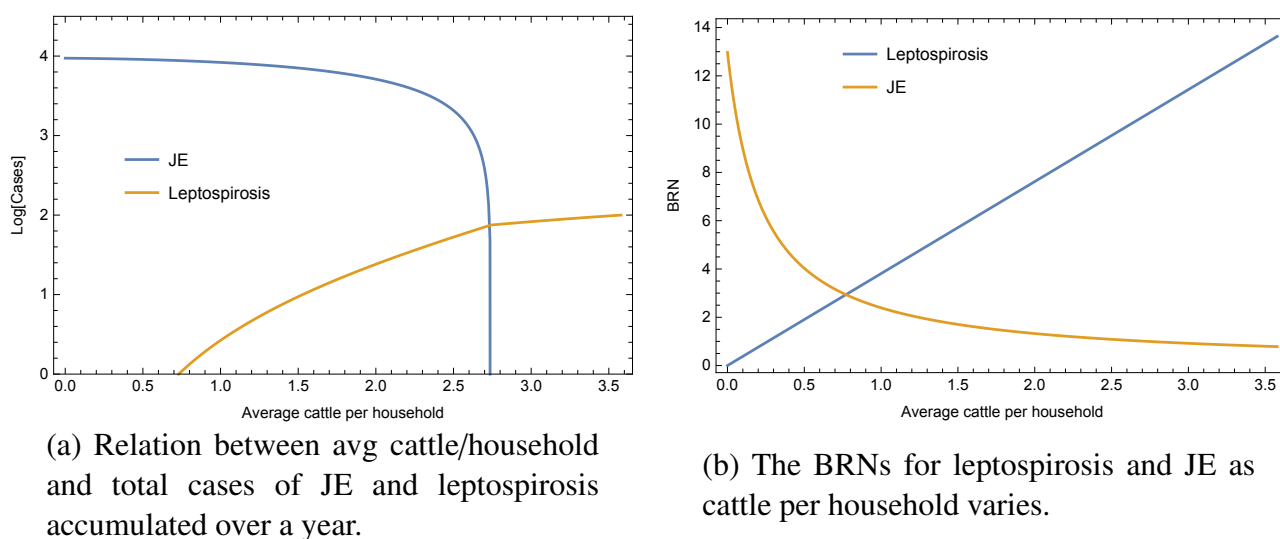 4
3
2
1
0
Log[Cases]
JE
Leptospirosis
0.0 0.5 1.0 1.5 2.0 2.5 3.0 3.5
Average cattle per household
(a) Relation between avg cattle/household
and total cases of JE and leptospirosis
accumulated over a year.
14
12
10
8
6
4
2
0
BRN
Leptospirosis
JE
0.0 0.5 1.0 1.5 2.0 2.5 3.0 3.5
Average cattle per household
(b) The BRNs for leptospirosis and JE as
cattle per household varies.